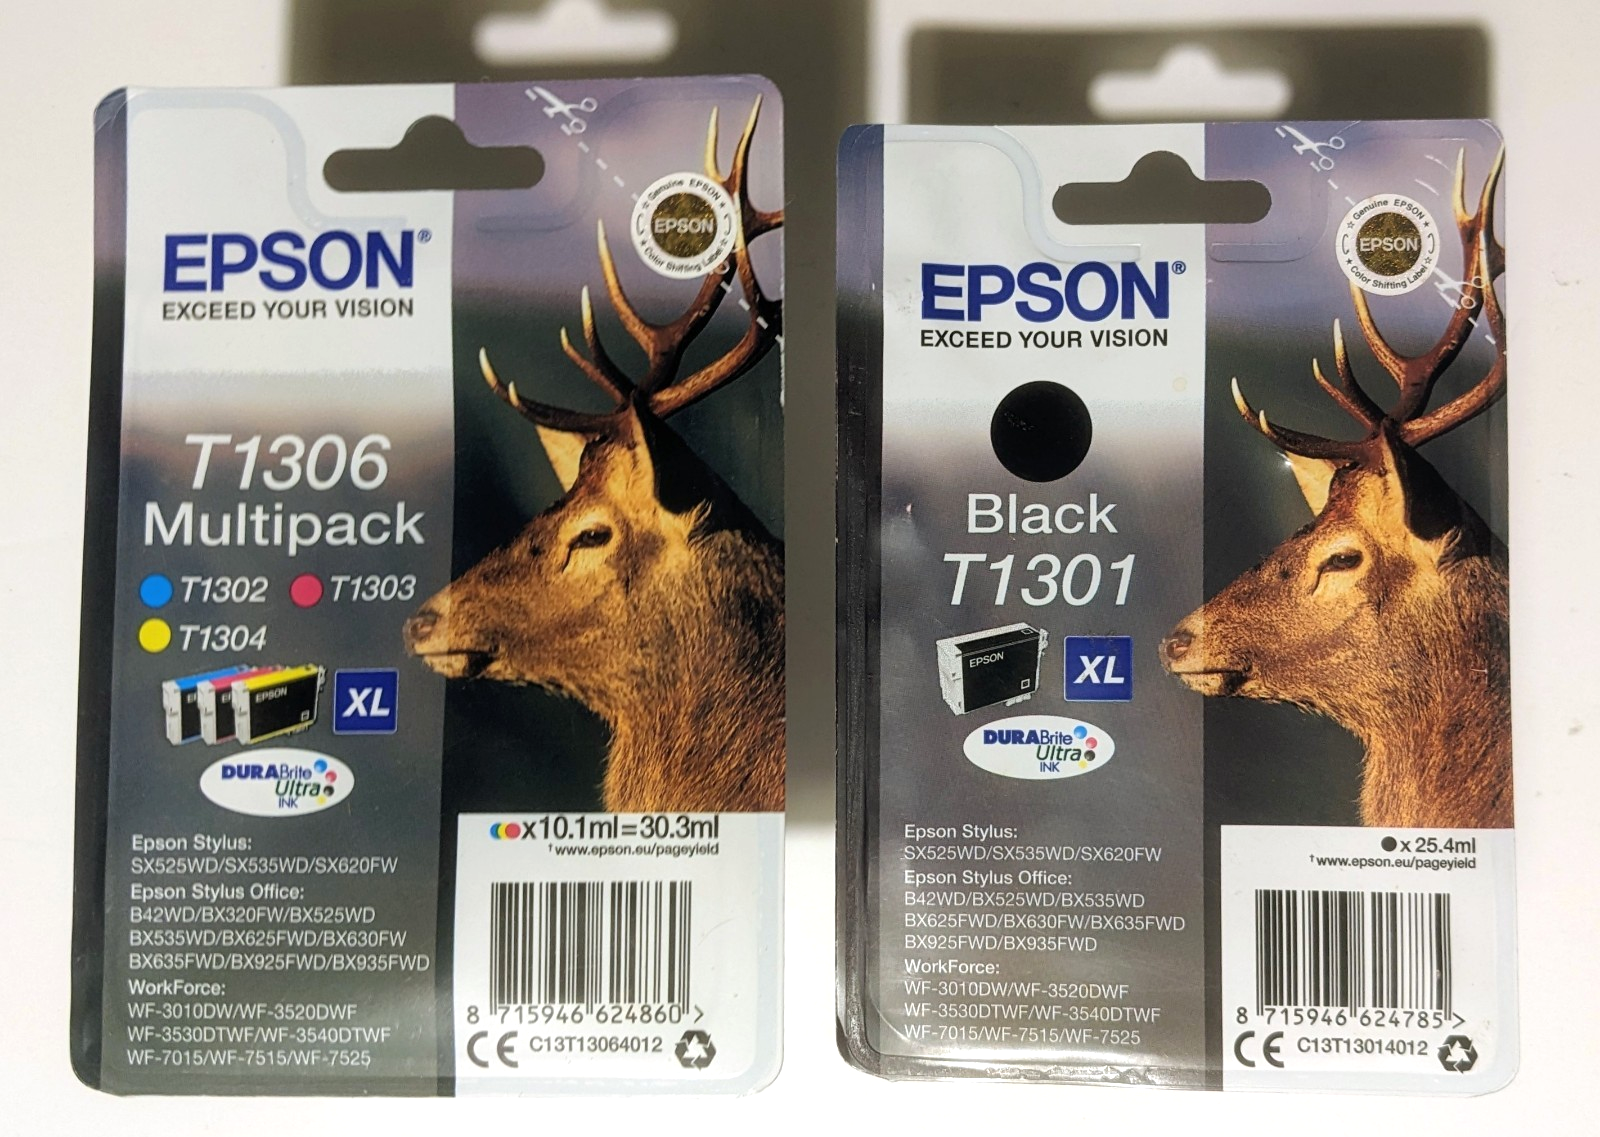 Genuine EPSON
EPSON
Color Shifting Label
EPSON®
EXCEED YOUR VISION
T1306
Multipack
T1302 T1303
T1304
EPSON
XL
DURABrite
Ultra
INK
x10.1ml=30.3ml
†www.epson.eu/pageyield
Epson Stylus:
SX525WD/SX535WD/SX620FW
Epson Stylus Office:
B42WD/BX320FW/BX525WD
BX535WD/BX625FWD/BX630FW
BX635FWD/BX925FWD/BX935FWD
WorkForce:
WF-3010DW/WF-3520DWF
WF-3530DTWF/WF-3540DTWF
WF-7015/WF-7515/WF-7525
8 715946 624860 >
CE C13T13064012
Genuine EPSON
EPSON
Color Shifting Label
EPSON®
EXCEED YOUR VISION
Black
T1301
EPSON
XL
DURABrite
Ultra
INK
x 25.4ml
†www.epson.eu/pageyield
Epson Stylus:
SX525WD/SX535WD/SX620FW
Epson Stylus Office:
B42WD/BX525WD/BX535WD
BX625FWD/BX630FW/BX635FWD
BX925FWD/BX935FWD
WorkForce:
WF-3010DW/WF-3520DWF
WF-3530DTWF/WF-3540DTWF
WF-7015/WF-7515/WF-7525
8 715946 624785 >
CE C13T13014012